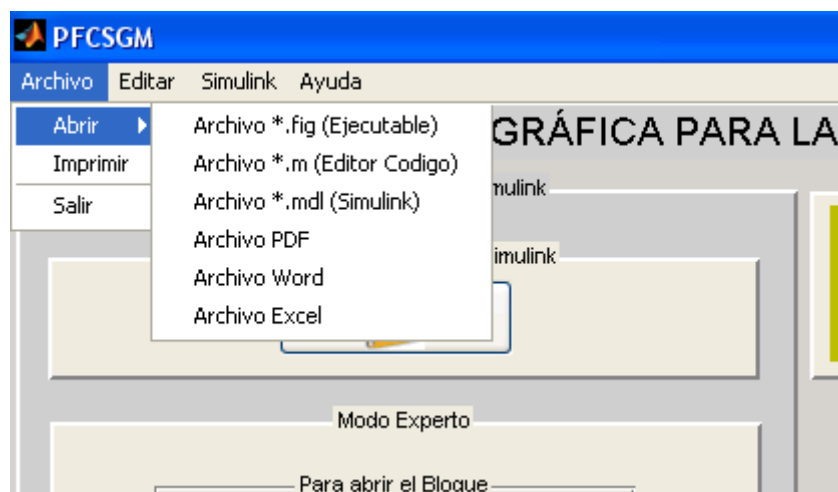 PFCSGM
Archivo Editar Simulink Ayuda
Abrir
Imprimir
Salir
Archivo *.fig (Ejecutable)
Archivo *.m (Editor Codigo)
Archivo *.mdl (Simulink)
Archivo PDF
Archivo Word
Archivo Excel
GRÁFICA PARA LA
mulink
imulink
Modo Experto
Para abrir el Bloque